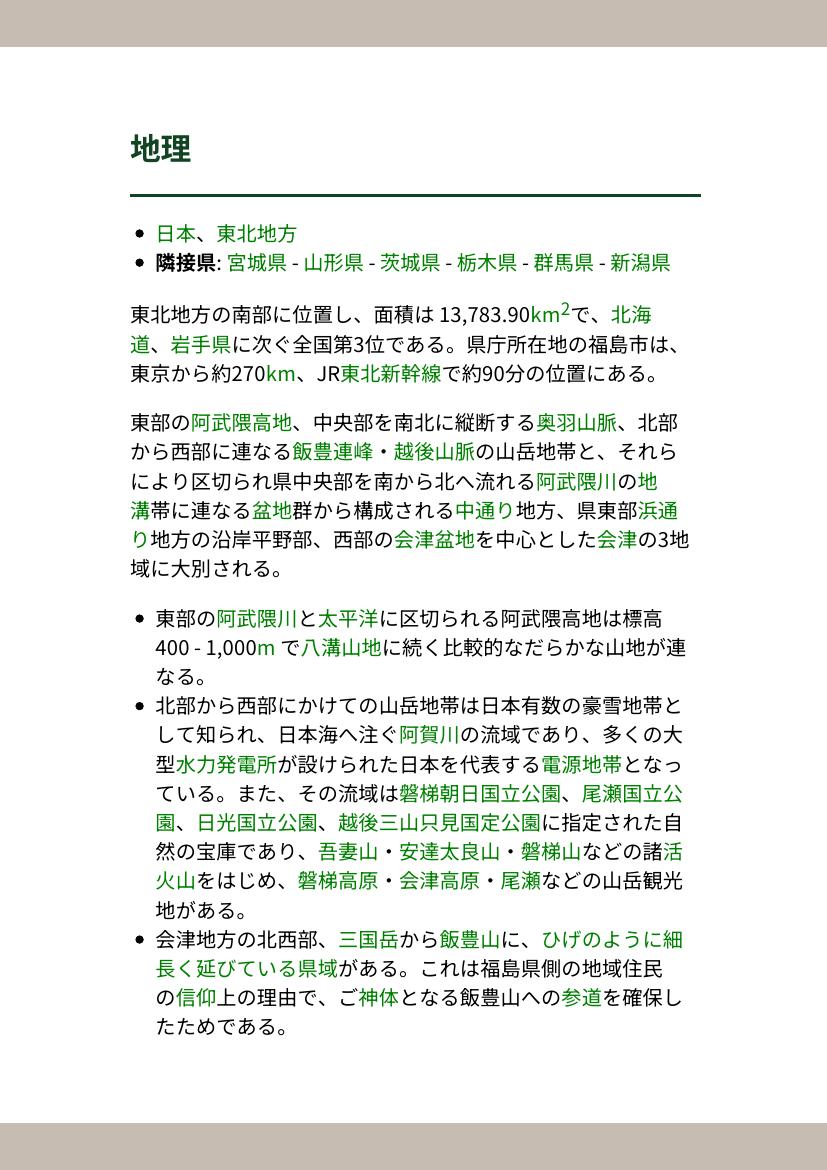 地理
日本、東北地方
隣接県: 宮城県 - 山形県 - 茨城県 - 栃木県 - 群馬県 - 新潟県
東北地方の南部に位置し、面積は 13,783.90km2で、北海
道、岩手県に次ぐ全国第3位である。県庁所在地の福島市は、
東京から約270km、JR東北新幹線で約90分の位置にある。
東部の阿武隈高地、中央部を南北に縦断する奥羽山脈、北部
から西部に連なる飯豊連峰・越後山脈の山岳地帯と、それら
により区切られ県中央部を南から北へ流れる阿武隈川の地
溝帯に連なる盆地群から構成される中通り地方、県東部浜通
り地方の沿岸平野部、西部の会津盆地を中心とした会津の3地
域に大別される。
東部の阿武隈川と太平洋に区切られる阿武隈高地は標高
400 - 1,000m で八溝山地に続く比較的なだらかな山地が連
なる。
北部から西部にかけての山岳地帯は日本有数の豪雪地帯と
して知られ、日本海へ注ぐ阿賀川の流域であり、多くの大
型水力発電所が設けられた日本を代表する電源地帯となっ
ている。また、その流域は磐梯朝日国立公園、尾瀬国立公
園、日光国立公園、越後三山只見国定公園に指定された自
然の宝庫であり、吾妻山・安達太良山・磐梯山などの諸活
火山をはじめ、磐梯高原・会津高原・尾瀬などの山岳観光
地がある。
会津地方の北西部、三国岳から飯豊山に、ひげのように細
長く延びている県域がある。これは福島県側の地域住民
の信仰上の理由で、ご神体となる飯豊山への参道を確保し
たためである。